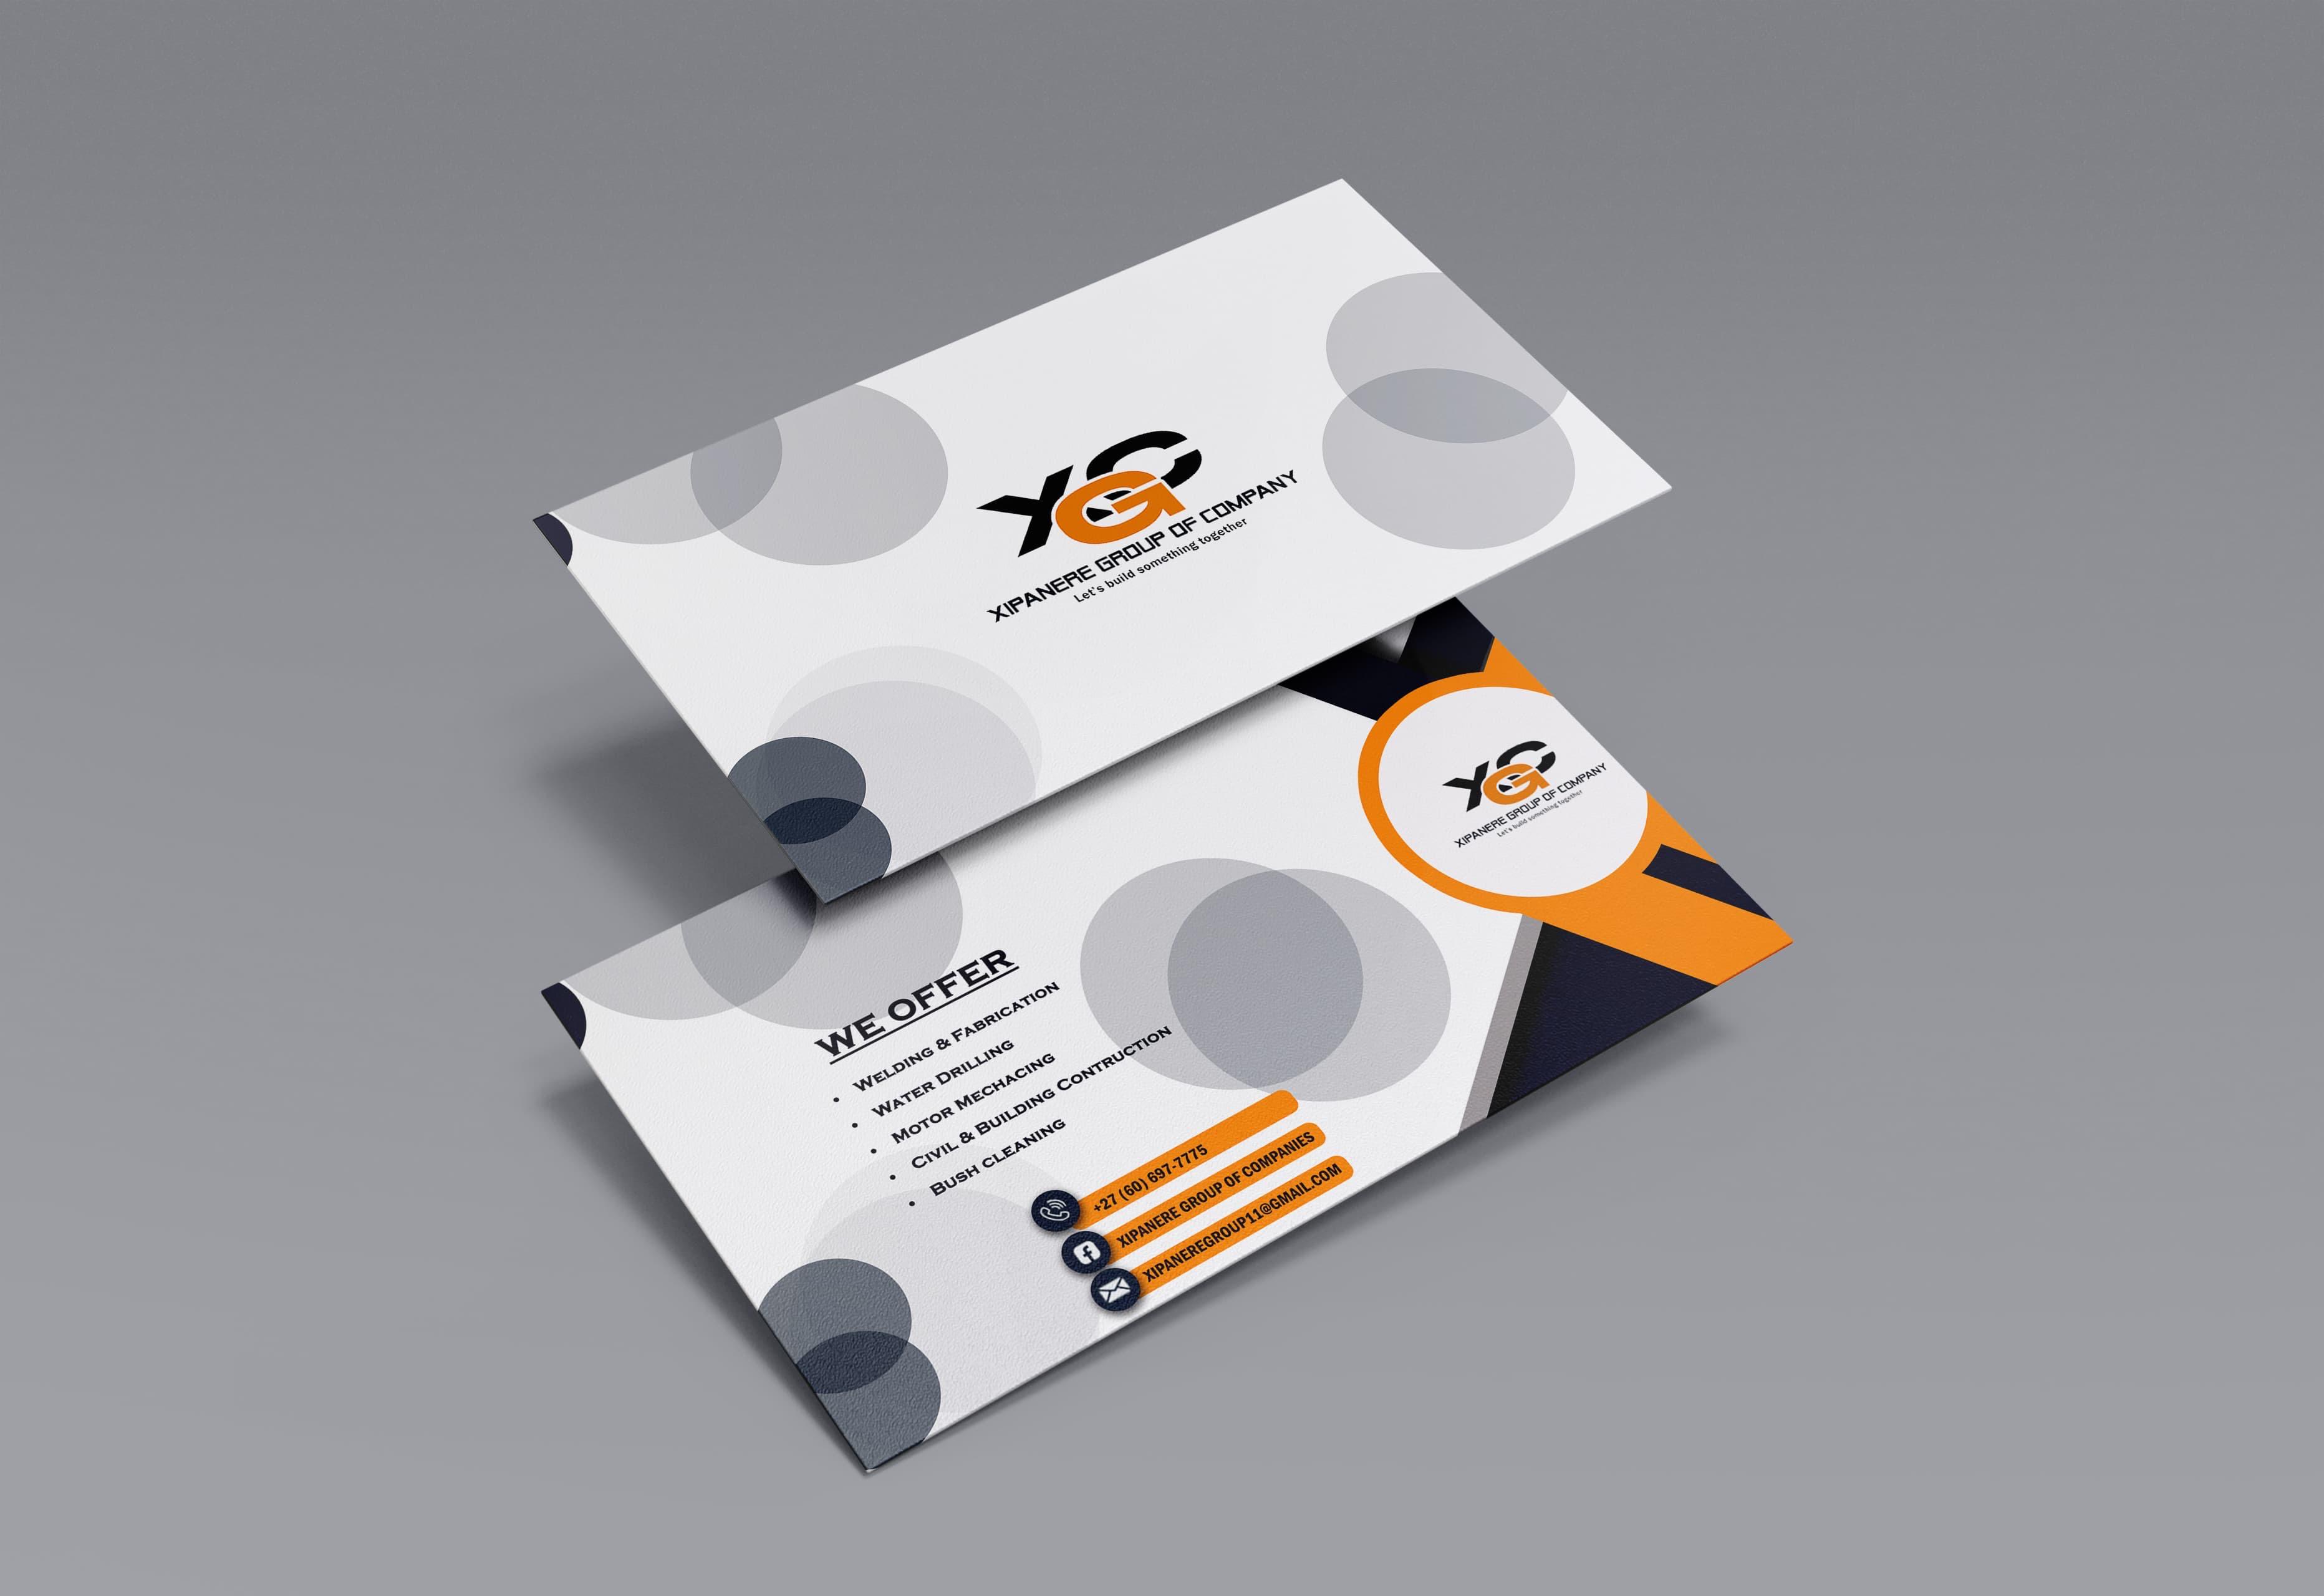 XGC
XIPANERE GROUP OF COMPANY
Let's build something together
XGC
XIPANERE GROUP OF COMPANY
Let's build something together
WE OFFER
• WELDING & FABRICATION
• WATER DRILLING
• MOTOR MECHACING
• CIVIL & BUILDING CONTRUCTION
• BUSH CLEANING
+27 (60) 697-7775
XIPANERE GROUP OF COMPANIES
XIPANEREGROUP11@GMAIL.COM